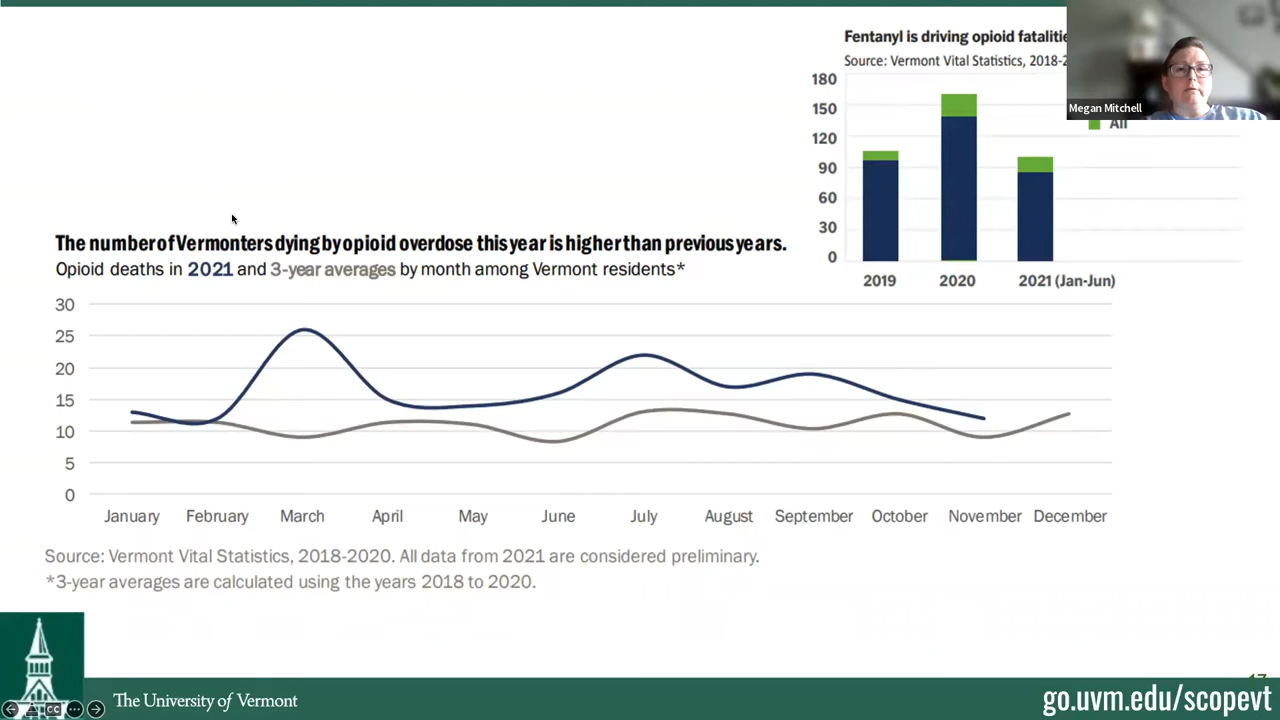 Fentanyl is driving opioid
Source: Vermont Vital Statistics,
Megan Mitchell
All
180
150
120
90
60
30
0
2019 2020 2021 (Jan-Jun)
The number of Vermonters dying by opioid overdose this year is higher than previous years.
Opioid deaths in 2021 and 3-year averages by month among Vermont residents*
30
25
20
15
10
5
0
January February March April May June July August September October November December
Source: Vermont Vital Statistics, 2018-2020. All data from 2021 are considered preliminary.
*3-year averages are calculated using the years 2018 to 2020.
CC
The University of Vermont
go.uvm.edu/scopevt